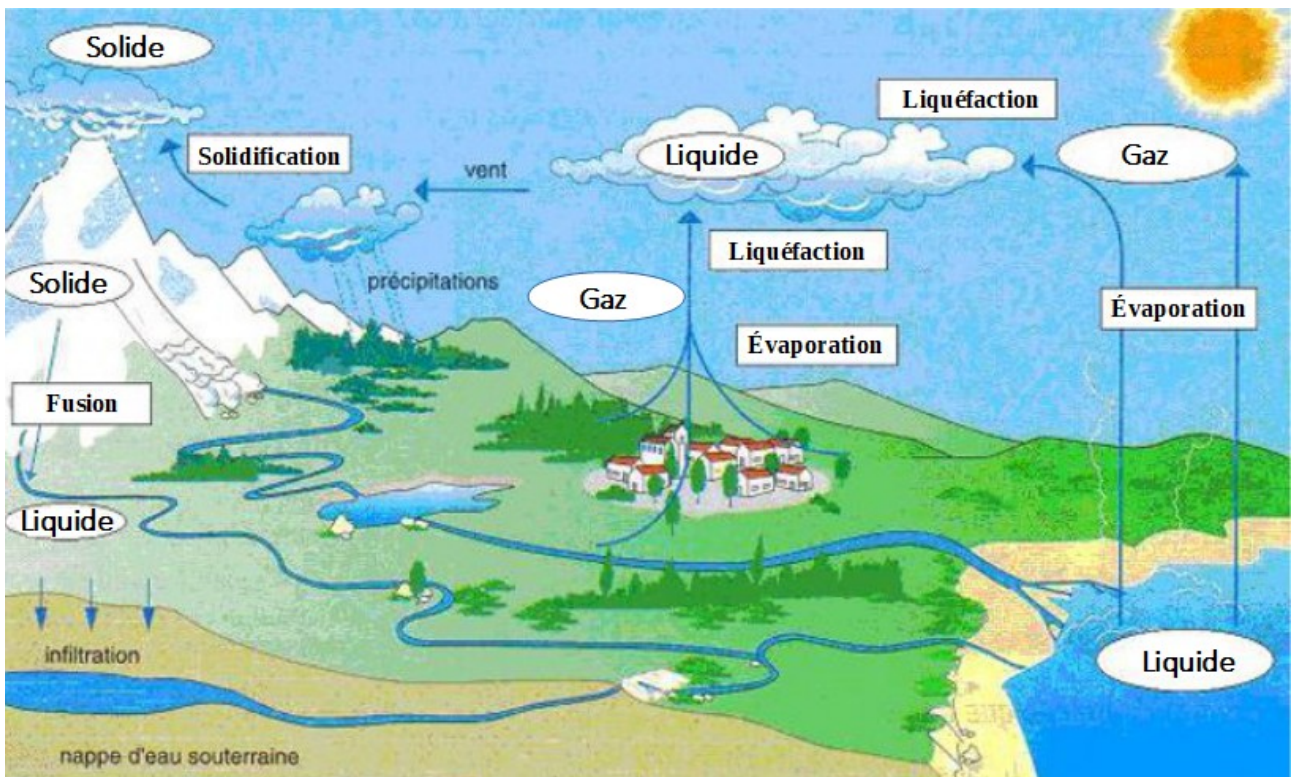 Solide
Liquéfaction
Solidification
Liquide
Gaz
vent
Liquéfaction
Solide
précipitations
Gaz
Évaporation
Évaporation
Fusion
Liquide
infiltration
Liquide
nappe d'eau souterraine